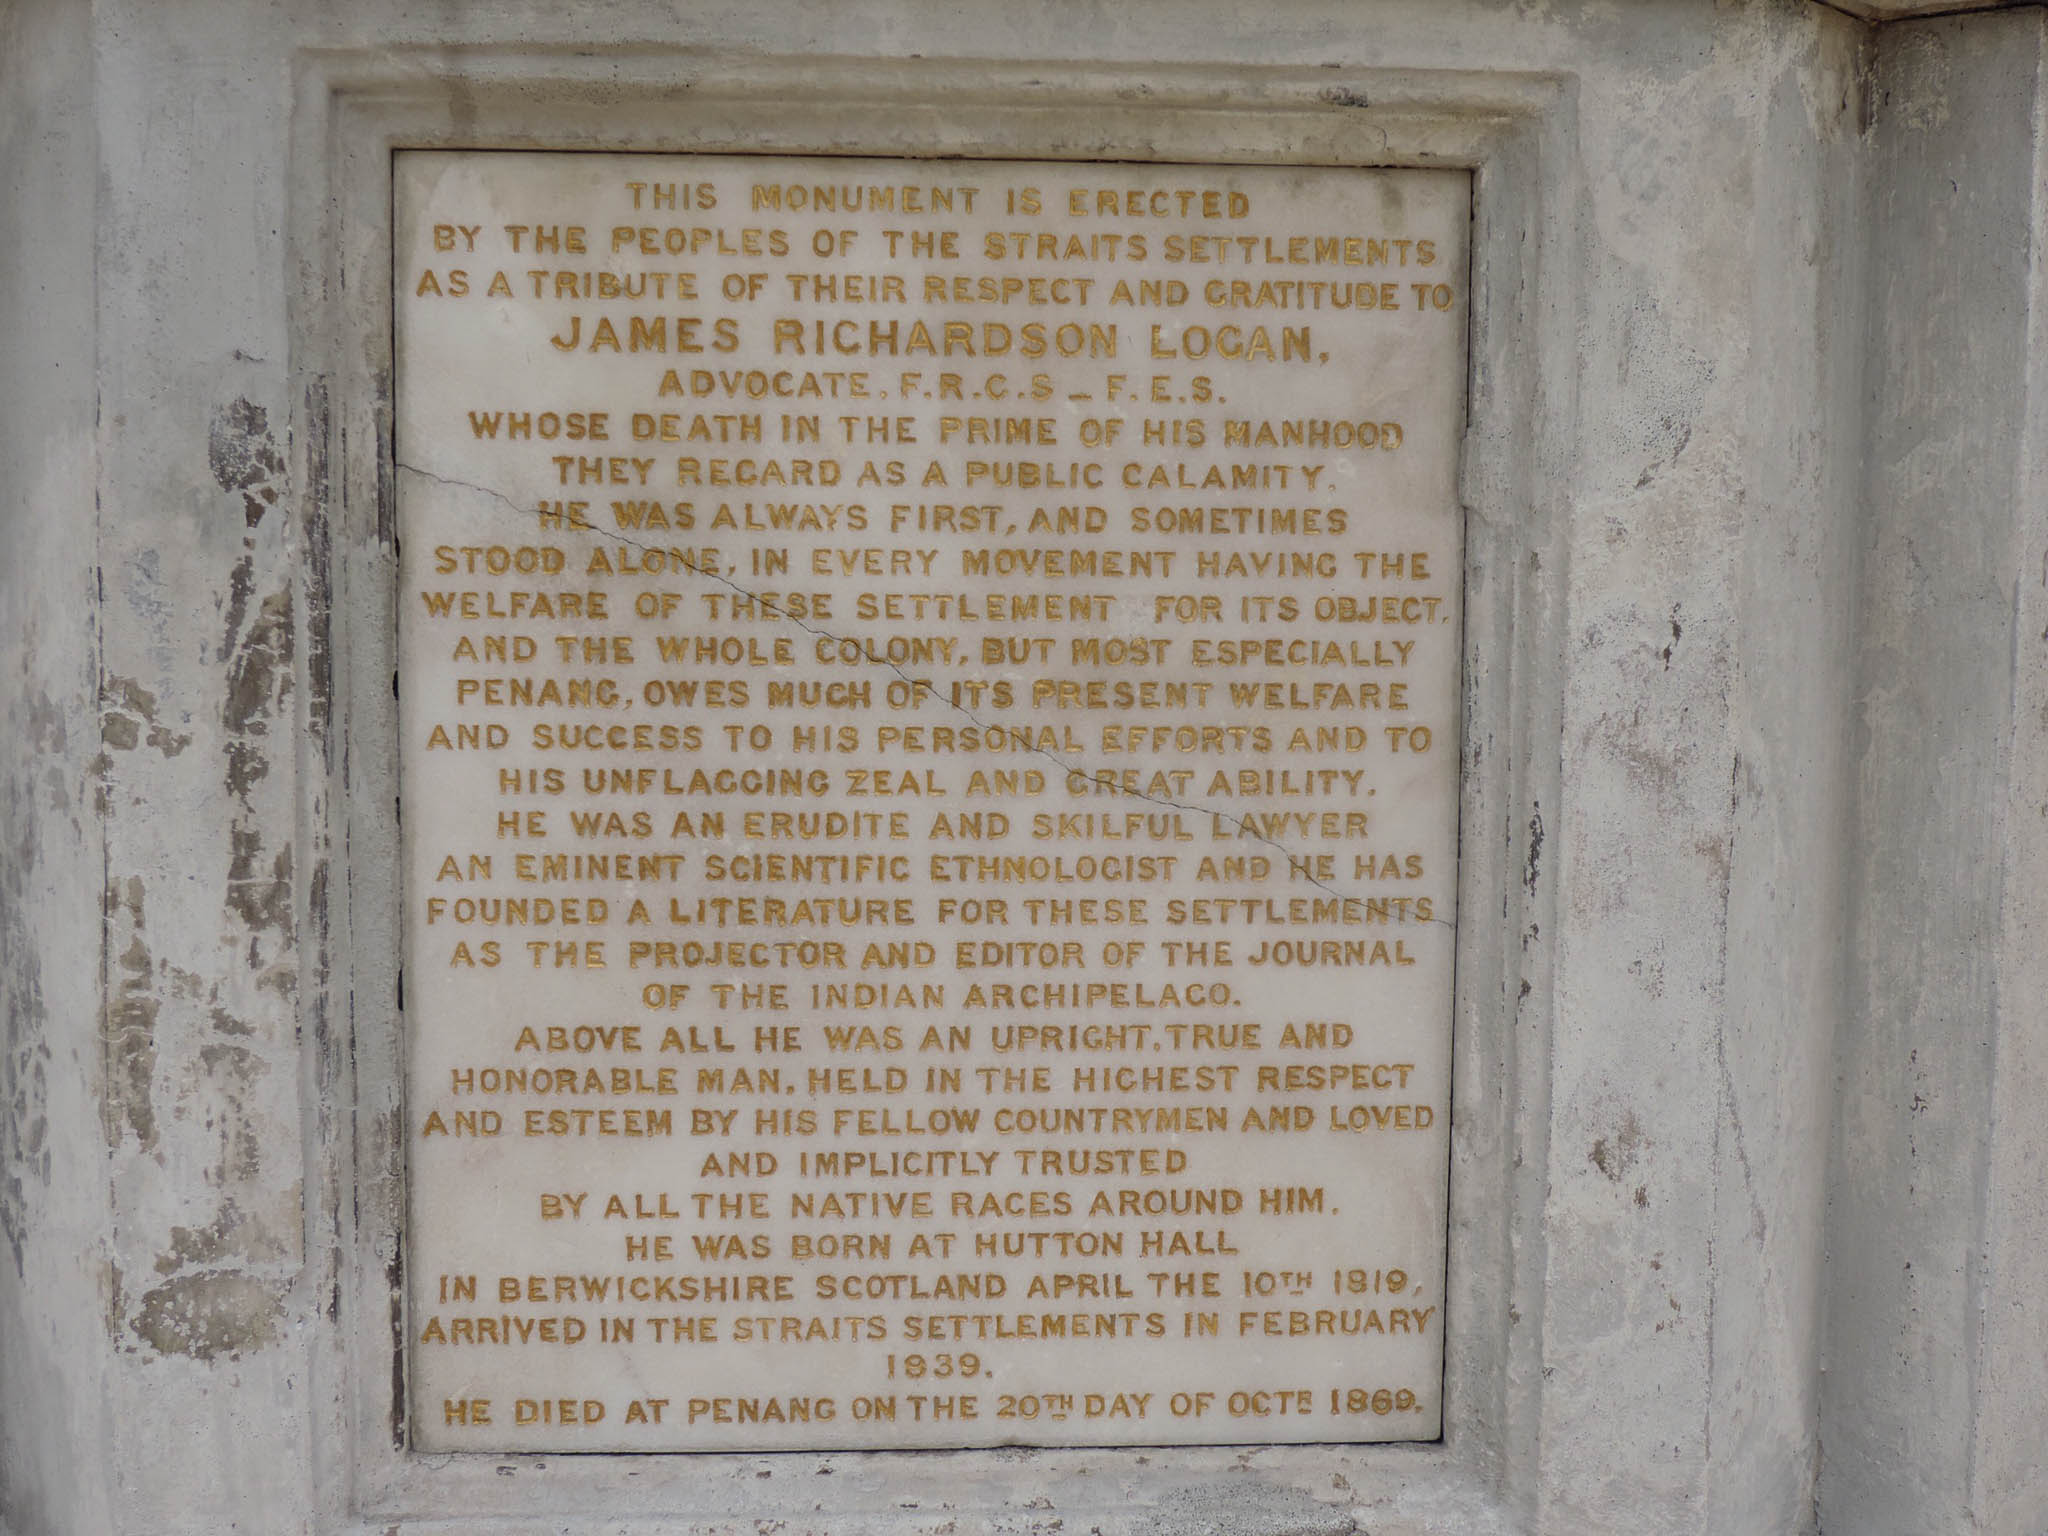 THIS MONUMENT IS ERECTED
BY THE PEOPLES OF THE STRAITS SETTLEMENTS
AS A TRIBUTE OF THEIR RESPECT AND GRATITUDE TO
JAMES RICHARDSON LOGAN,
ADVOCATE. F.R.C.S _ F.E.S.
WHOSE DEATH IN THE PRIME OF HIS MANHOOD
THEY REGARD AS A PUBLIC CALAMITY.
HE WAS ALWAYS FIRST, AND SOMETIMES
STOOD ALONE, IN EVERY MOVEMENT HAVING THE
WELFARE OF THESE SETTLEMENT FOR ITS OBJECT.
AND THE WHOLE COLONY, BUT MOST ESPECIALLY
PENANG, OWES MUCH OF ITS PRESENT WELFARE
AND SUCCESS TO HIS PERSONAL EFFORTS AND TO
HIS UNFLAGGING ZEAL AND GREAT ABILITY.
HE WAS AN ERUDITE AND SKILFUL LAWYER
AN EMINENT SCIENTIFIC ETHNOLOGIST AND HE HAS
FOUNDED A LITERATURE FOR THESE SETTLEMENTS
AS THE PROJECTOR AND EDITOR OF THE JOURNAL
OF THE INDIAN ARCHIPELAGO.
ABOVE ALL HE WAS AN UPRIGHT, TRUE AND
HONORABLE MAN, HELD IN THE HIGHEST RESPECT
AND ESTEEM BY HIS FELLOW COUNTRYMEN AND LOVED
AND IMPLICITLY TRUSTED
BY ALL THE NATIVE RACES AROUND HIM.
HE WAS BORN AT HUTTON HALL
IN BERWICKSHIRE SCOTLAND APRIL THE 10TH 1819,
ARRIVED IN THE STRAITS SETTLEMENTS IN FEBRUARY
1839.
HE DIED AT PENANG ON THE 20TH DAY OF OCTR 1869.